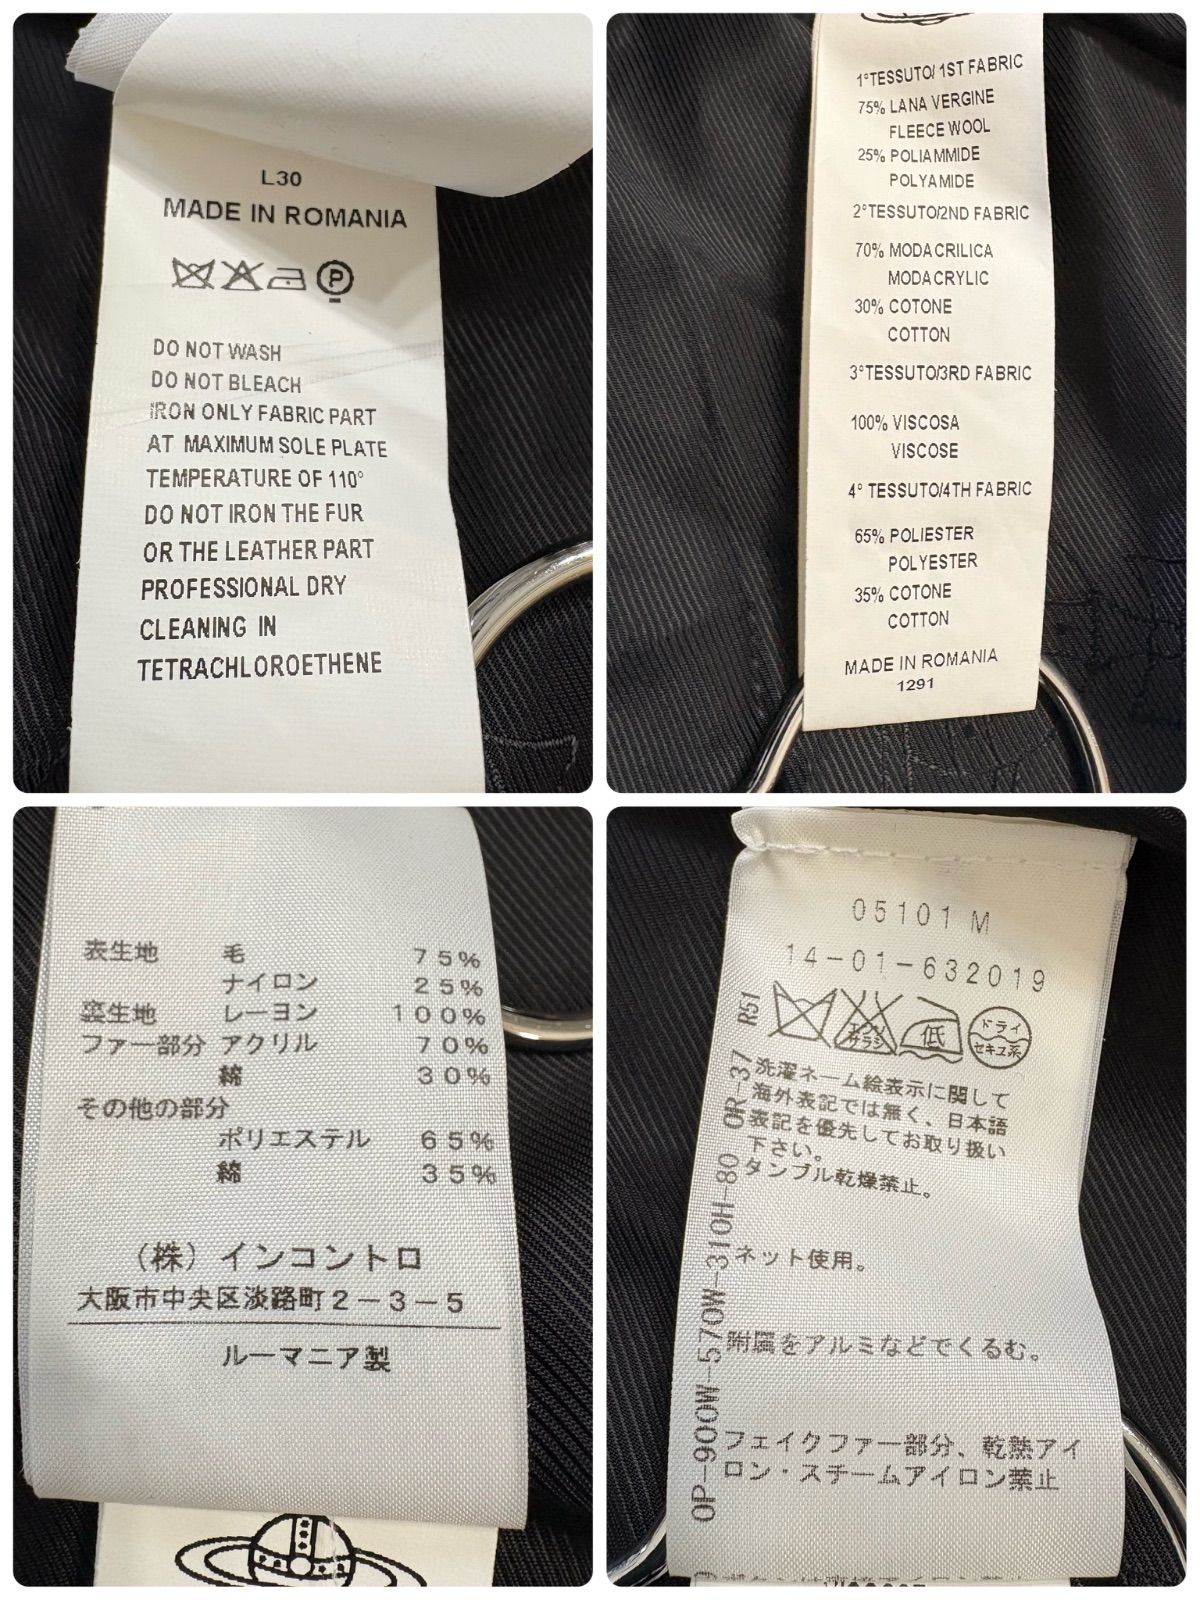 L30
MADE IN ROMANIA
P
DO NOT WASH
DO NOT BLEACH
IRON ONLY FABRIC PART
AT MAXIMUM SOLE PLATE
TEMPERATURE OF 110°
DO NOT IRON THE FUR
OR THE LEATHER PART
PROFESSIONAL DRY
CLEANING IN
TETRACHLOROETHENE
1°TESSUTO/ 1ST FABRIC
75% LANA VERGINE
FLEECE WOOL
25% POLIAMMIDE
POLYAMIDE
2°TESSUTO/2ND FABRIC
70% MODACRILICA
MODACRYLIC
30% COTONE
COTTON
3°TESSUTO/3RD FABRIC
100% VISCOSA
VISCOSE
4° TESSUTO/4TH FABRIC
65% POLIESTER
POLYESTER
35% COTONE
COTTON
MADE IN ROMANIA
1291
表生地 毛 75%
ナイロン 25%
裏生地 レーヨン 100%
ファー部分 アクリル 70%
綿 30%
その他の部分
ポリエステル 65%
綿 35%
(株)インコントロ
大阪市中央区淡路町2-3-5
ルーマニア製
05101 M
14-01-632019
エンソサラシ 低 ドライ セキユ系
洗濯ネーム絵表示に関して
海外表記では無く、日本語
表記を優先してお取り扱い
下さい。
タンブル乾燥禁止。
ネット使用。
附属をアルミなどでくるむ。
フェイクファー部分、乾熱アイ
ロン・スチームアイロン禁止
OP-900W-570W-310H-80 OR-37 R51